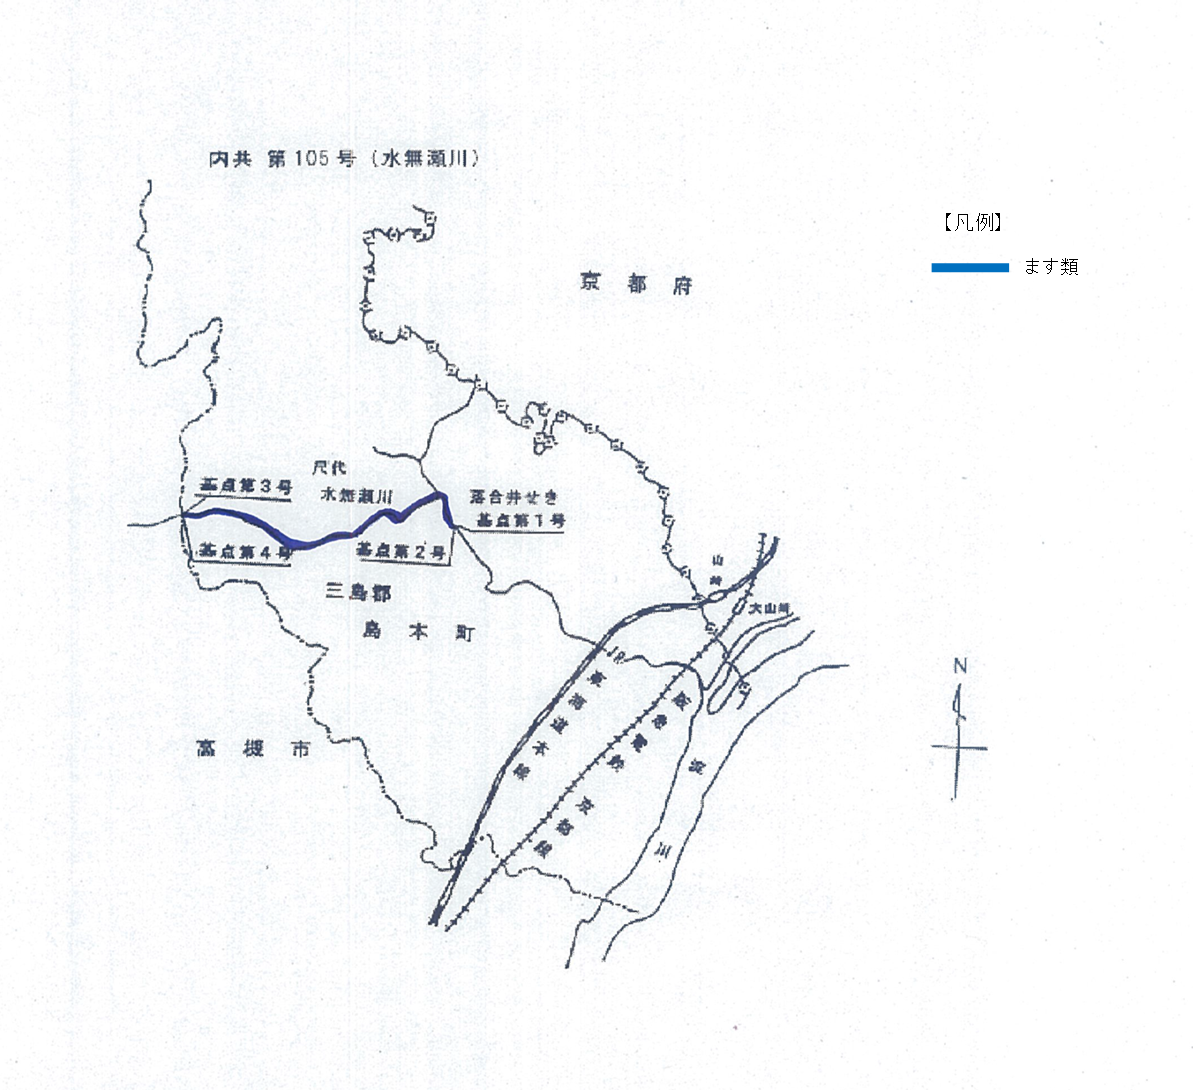 内共 第105号（水無瀬川）
【凡例】
ます類
京都府
尺代
基点第3号
水無瀬川
落合井せき
基点第1号
基点第4号
基点第2号
山崎
三島郡
大山崎
島本町
JR
東海道本線
阪急電鉄
京都線
高槻市
淀川
N